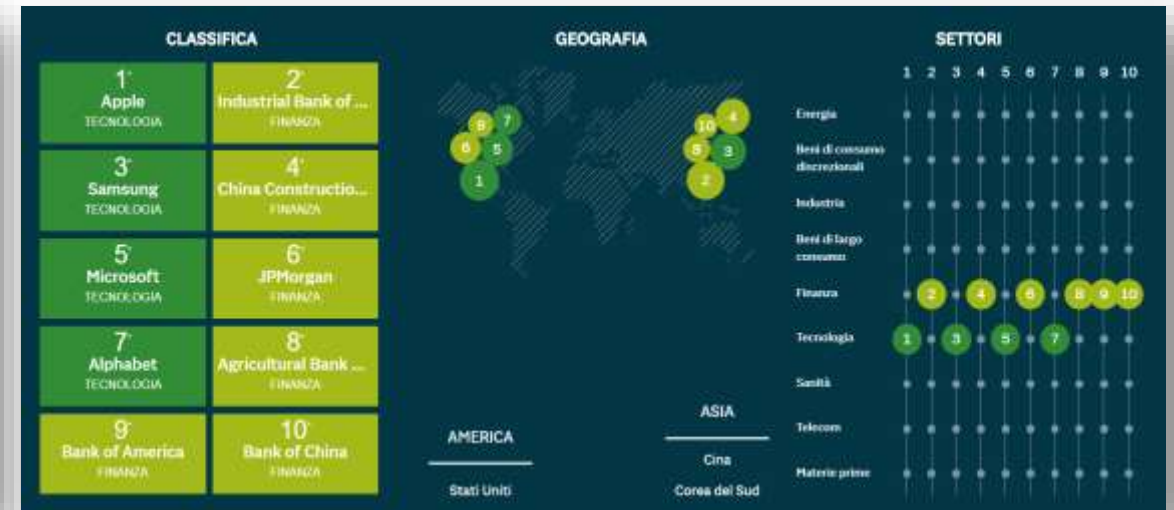 CLASSIFICA
1°
Apple
TECNOLOGIA
2°
Industrial Bank of ...
FINANZA
3°
Samsung
TECNOLOGIA
4°
China Constructio...
FINANZA
5°
Microsoft
TECNOLOGIA
6°
JPMorgan
FINANZA
7°
Alphabet
TECNOLOGIA
8°
Agricultural Bank ...
FINANZA
9°
Bank of America
FINANZA
10°
Bank of China
FINANZA
GEOGRAFIA
9 7
6 5
1
10 4
8 3
2
AMERICA
Stati Uniti
ASIA
Cina
Corea del Sud
SETTORI
1 2 3 4 5 6 7 8 9 10
Energia
Beni di consumo
discrezionali
Industria
Beni di largo
consumo
Finanza 2 4 6 8 9 10
Tecnologia 1 3 5 7
Sanità
Telecom
Materie prime